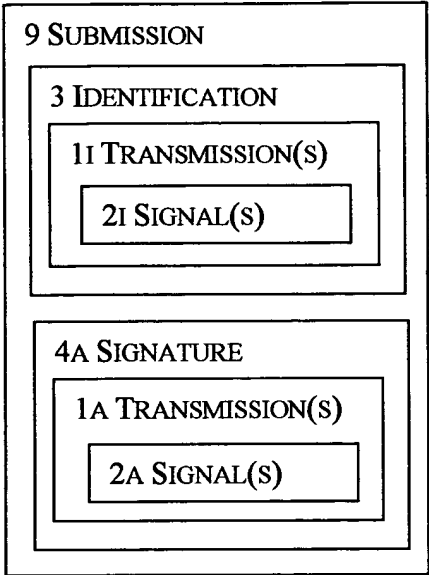 9 SUBMISSION
3 IDENTIFICATION
1I TRANSMISSION(S)
2I SIGNAL(S)
4A SIGNATURE
1A TRANSMISSION(S)
2A SIGNAL(S)